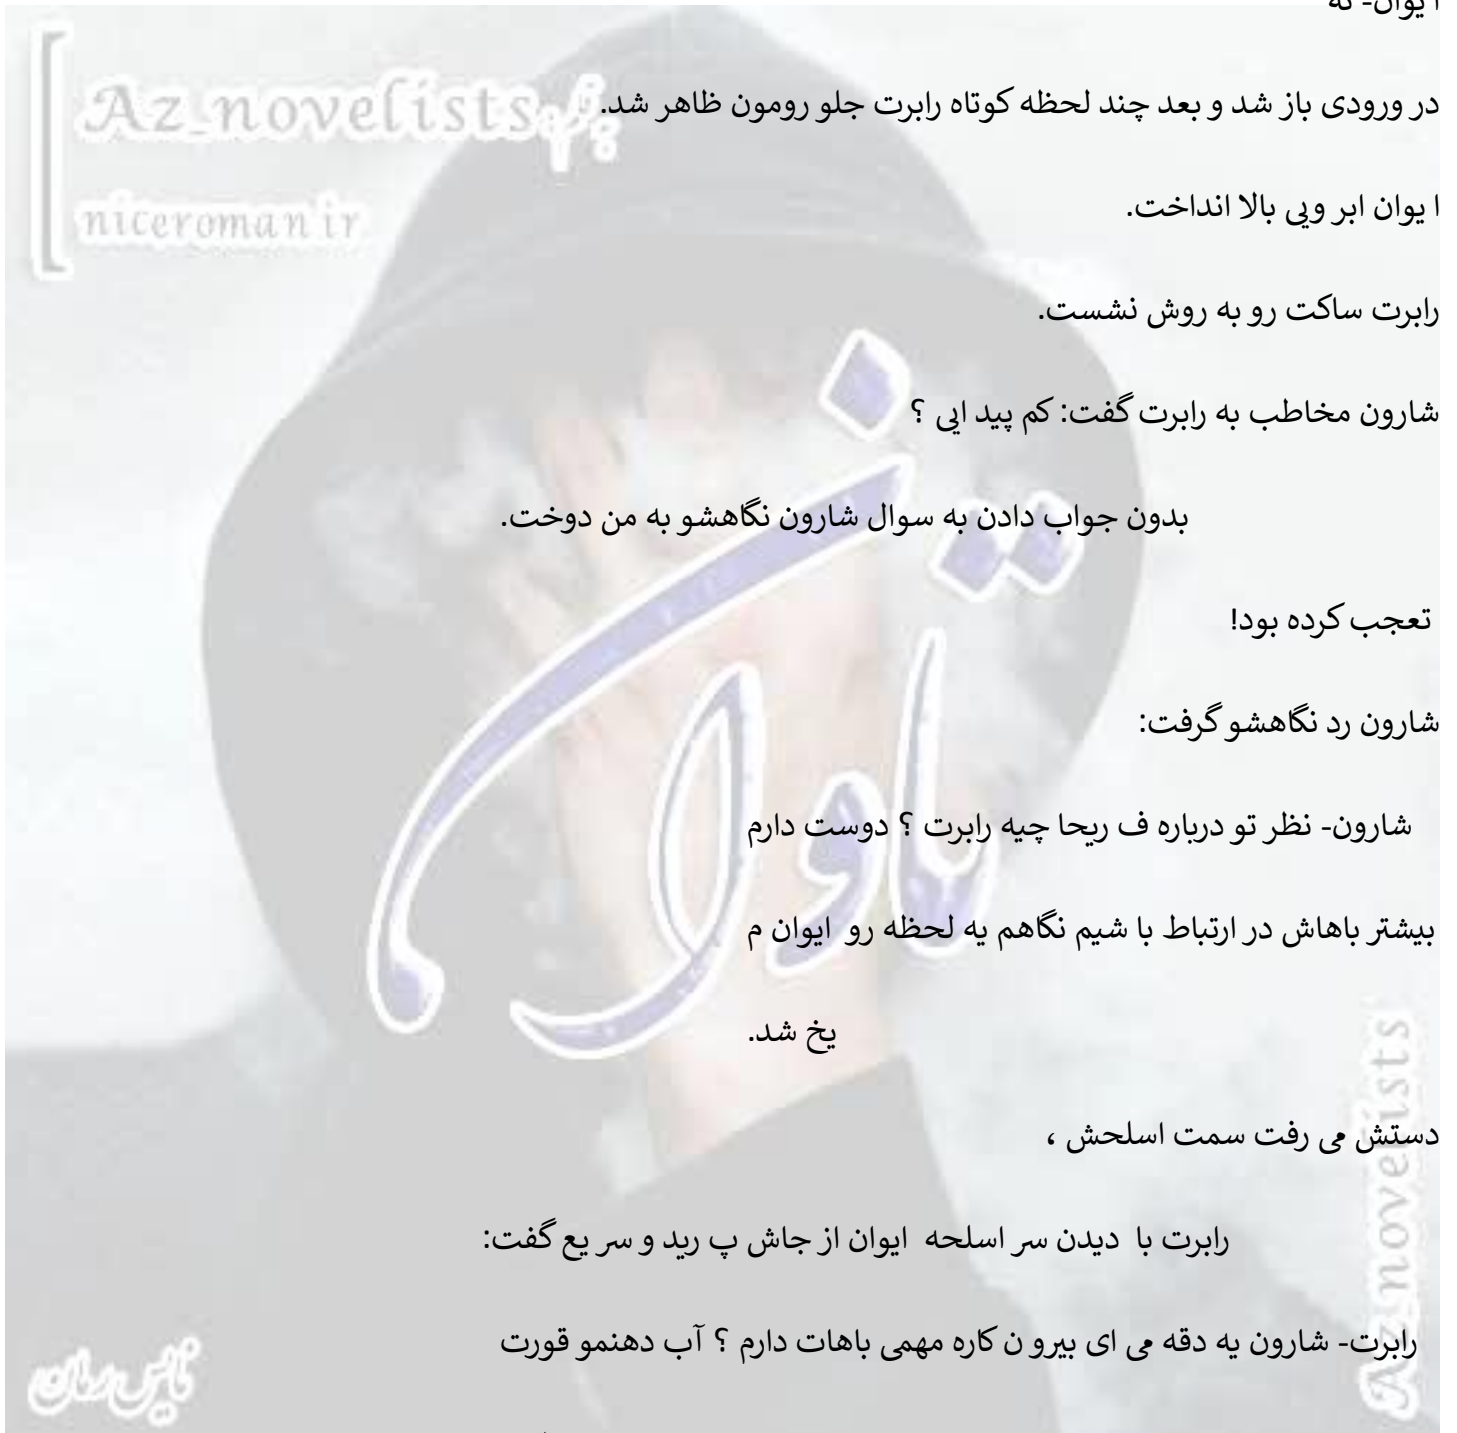 ا یوان- نه
Az_novelists
در ورودی باز شد و بعد چند لحظه کوتاه رابرت جلو رومون ظاهر شد.
niceroman.ir
ا یوان ابر ویی بالا انداخت.
رابرت ساکت رو به روش نشست.
شارون مخاطب به رابرت گفت: کم پید ایی ؟
بدون جواب دادن به سوال شارون نگاهشو به من دوخت.
تعجب کرده بود!
شارون رد نگاهشو گرفت:
شارون- نظر تو درباره ف ریحا چیه رابرت ؟ دوست دارم
بیشتر باهاش در ارتباط با شیم نگاهم یه لحظه رو ایوان م
یخ شد.
دستش می رفت سمت اسلحش ،
رابرت با دیدن سر اسلحه ایوان از جاش پ رید و سر یع گفت:
رابرت- شارون یه دقه می ای بیرو ن کاره مهمی باهات دارم ؟ آب دهنمو قورت
Az_novelists
نایس رمان